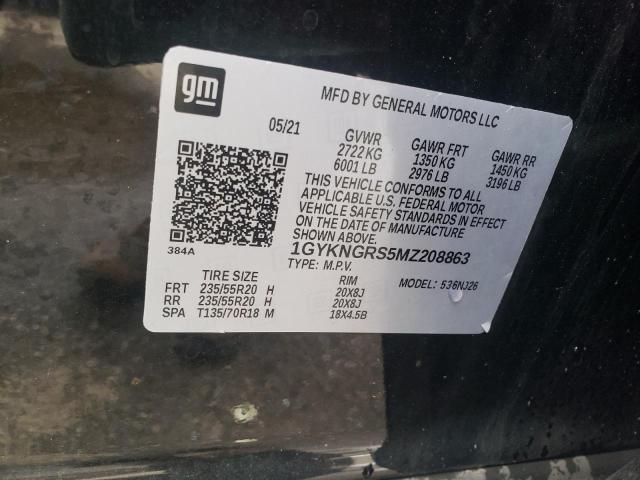 gm
MFD BY GENERAL MOTORS LLC
05/21 GVWR GAWR FRT GAWR RR
2722 KG 1350 KG 1450 KG
6001 LB 2976 LB 3196 LB
THIS VEHICLE CONFORMS TO ALL
APPLICABLE U.S. FEDERAL MOTOR
VEHICLE SAFETY STANDARDS IN EFFECT
ON THE DATE OF MANUFACTURE
SHOWN ABOVE.
384A
1GYKNGRS5MZ208863
TYPE: M.P.V. MODEL: 536NJ26
TIRE SIZE RIM
FRT 235/55R20 H 20X8J
RR 235/55R20 H 20X8J
SPA T135/70R18 M 18X4.5B